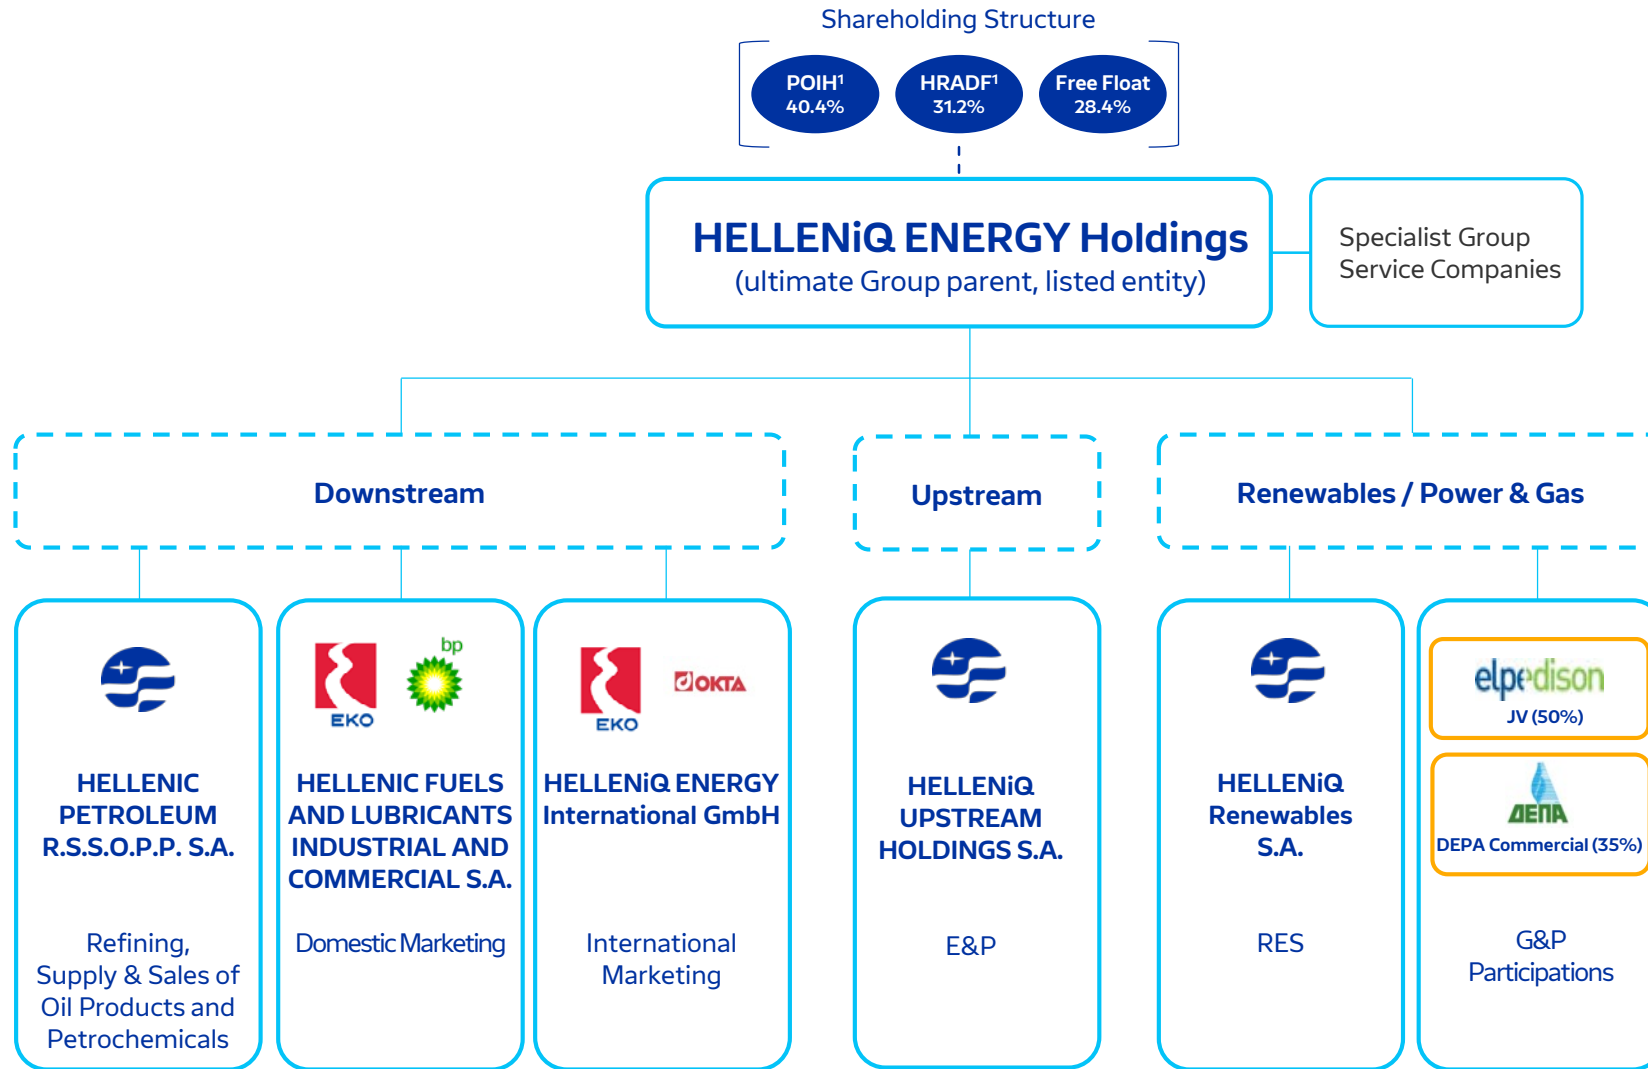 Shareholding Structure
POIH¹
40.4%
HRADF¹
31.2%
Free Float
28.4%
HELLENiQ ENERGY Holdings
(ultimate Group parent, listed entity)
Specialist Group
Service Companies
Downstream
Upstream
Renewables / Power & Gas
HELLENIC
PETROLEUM
R.S.S.O.P.P. S.A.
Refining,
Supply & Sales of
Oil Products and
Petrochemicals
EKO
bp
HELLENIC FUELS
AND LUBRICANTS
INDUSTRIAL AND
COMMERCIAL S.A.
Domestic Marketing
EKO
OKTA
HELLENiQ ENERGY
International GmbH
International
Marketing
HELLENiQ
UPSTREAM
HOLDINGS S.A.
E&P
HELLENiQ
Renewables
S.A.
RES
elpedison
JV (50%)
ΔΕΠΑ
DEPA Commercial (35%)
G&P
Participations